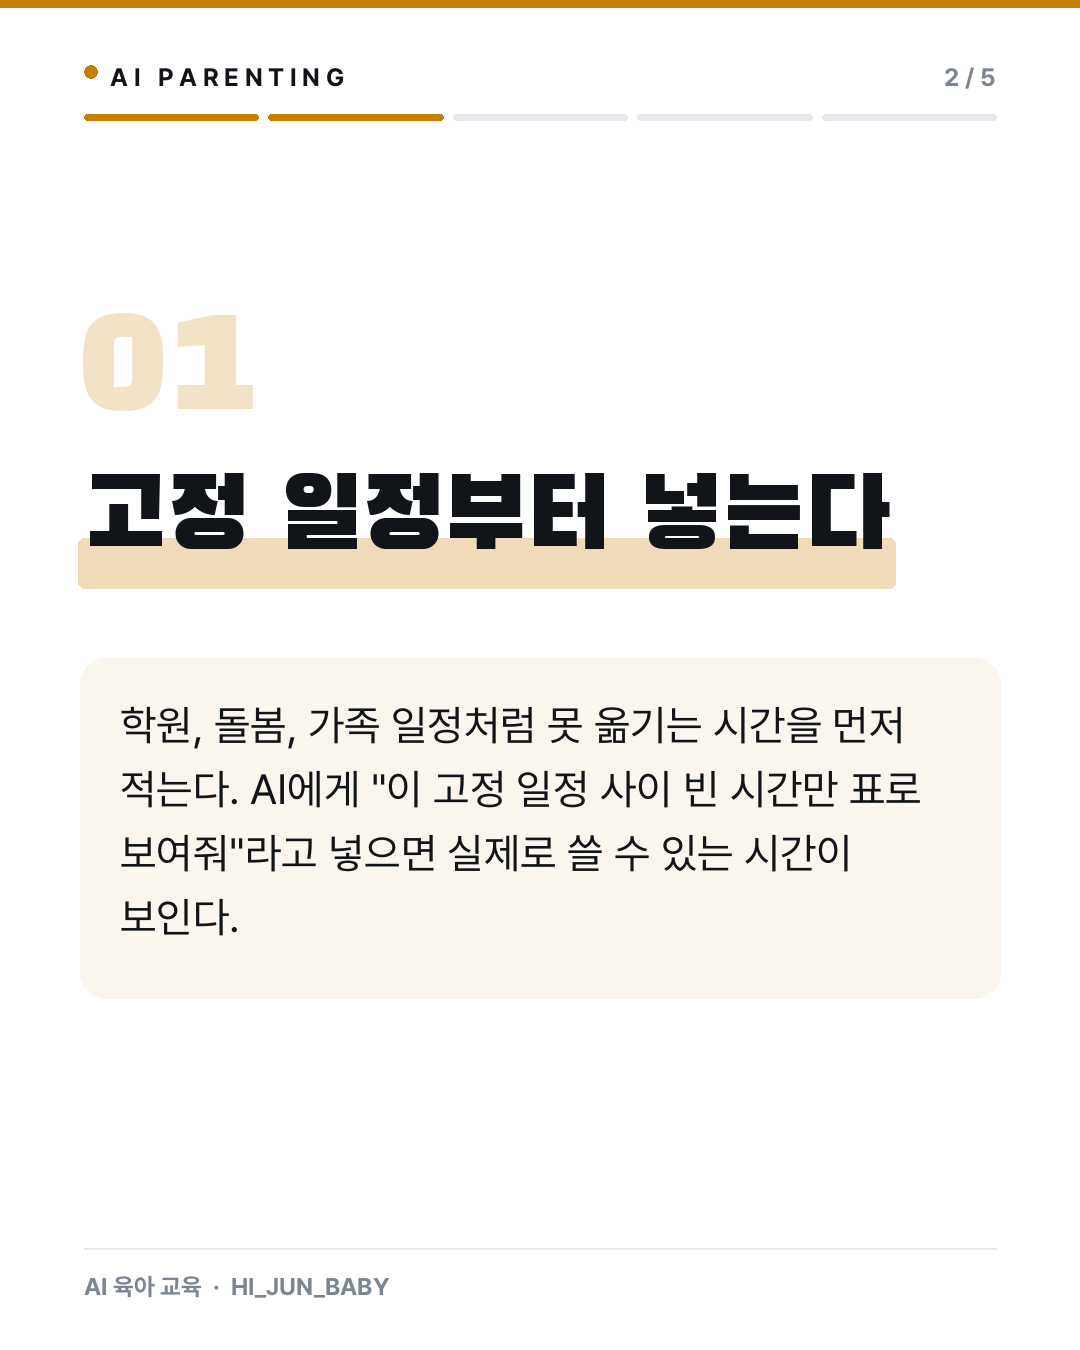 AI PARENTING
2 / 5
01
고정 일정부터 넣는다
학원, 돌봄, 가족 일정처럼 못 옮기는 시간을 먼저
적는다. AI에게 "이 고정 일정 사이 빈 시간만 표로
보여줘"라고 넣으면 실제로 쓸 수 있는 시간이
보인다.
AI 육아 교육 · HI_JUN_BABY